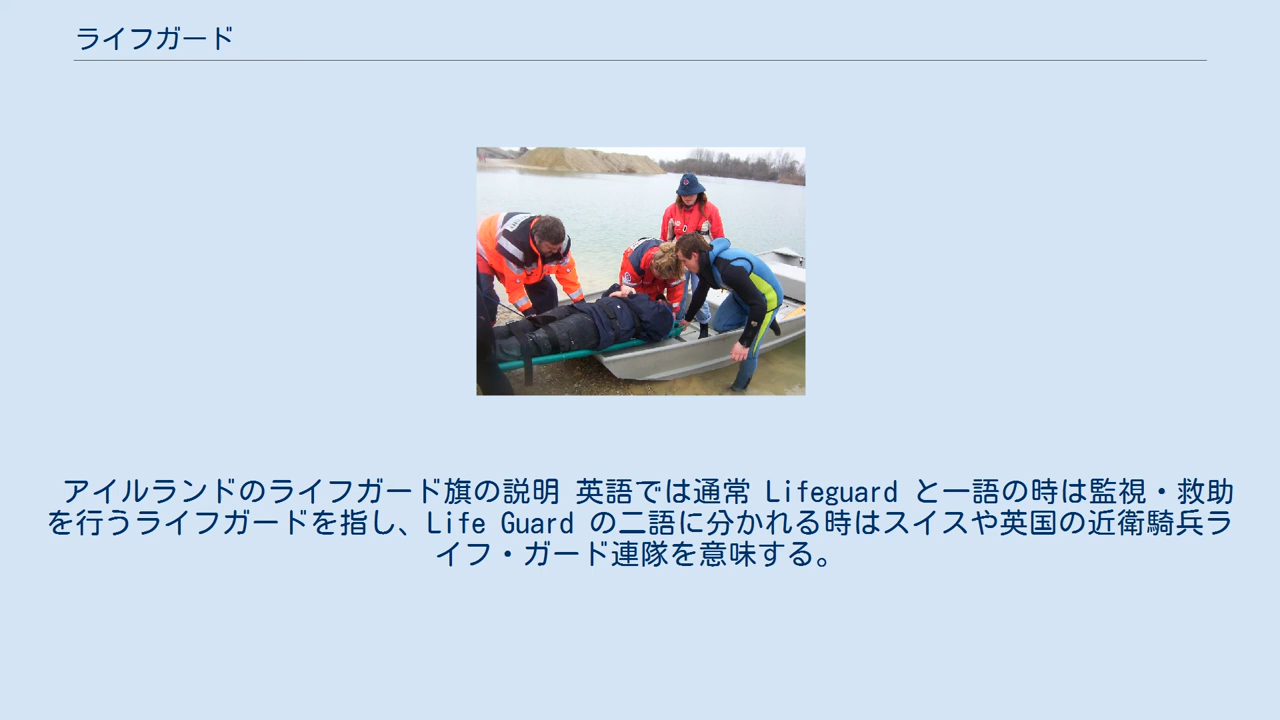 ライフガード
アイルランドのライフガード旗の説明 英語では通常 Lifeguard と一語の時は監視・救助
を行うライフガードを指し、Life Guard の二語に分かれる時はスイスや英国の近衛騎兵ラ
イフ・ガード連隊を意味する。